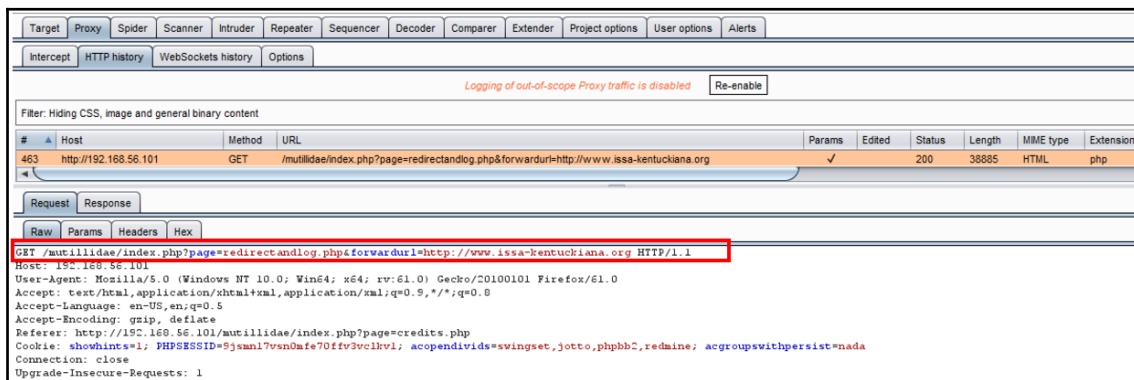 Target Proxy Spider Scanner Intruder Repeater Sequencer Decoder Comparer Extender Project options User options Alerts
Intercept HTTP history WebSockets history Options
Logging of out-of-scope Proxy traffic is disabled Re-enable
Filter: Hiding CSS, image and general binary content
# Host Method URL Params Edited Status Length MIME type Extension
463 http://192.168.56.101 GET /mutillidae/index.php?page=redirectandlog.php&forwardurl=http://www.issa-kentuckiana.org ✓ 200 38885 HTML php
Request Response
Raw Params Headers Hex
GET /mutillidae/index.php?page=redirectandlog.php&forwardurl=http://www.issa-kentuckiana.org HTTP/1.1
Host: 192.168.56.101
User-Agent: Mozilla/5.0 (Windows NT 10.0; Win64; x64; rv:61.0) Gecko/20100101 Firefox/61.0
Accept: text/html,application/xhtml+xml,application/xml;q=0.9,*/*;q=0.8
Accept-Language: en-US,en;q=0.5
Accept-Encoding: gzip, deflate
Referer: http://192.168.56.101/mutillidae/index.php?page=credits.php
Cookie: showhints=1; PHPSESSID=9jsmnl7vsn0mfe70ffv3vclkvl; acopendivids=swingset,jotto,phpbb2,redmine; acgroupswithpersist=nada
Connection: close
Upgrade-Insecure-Requests: 1